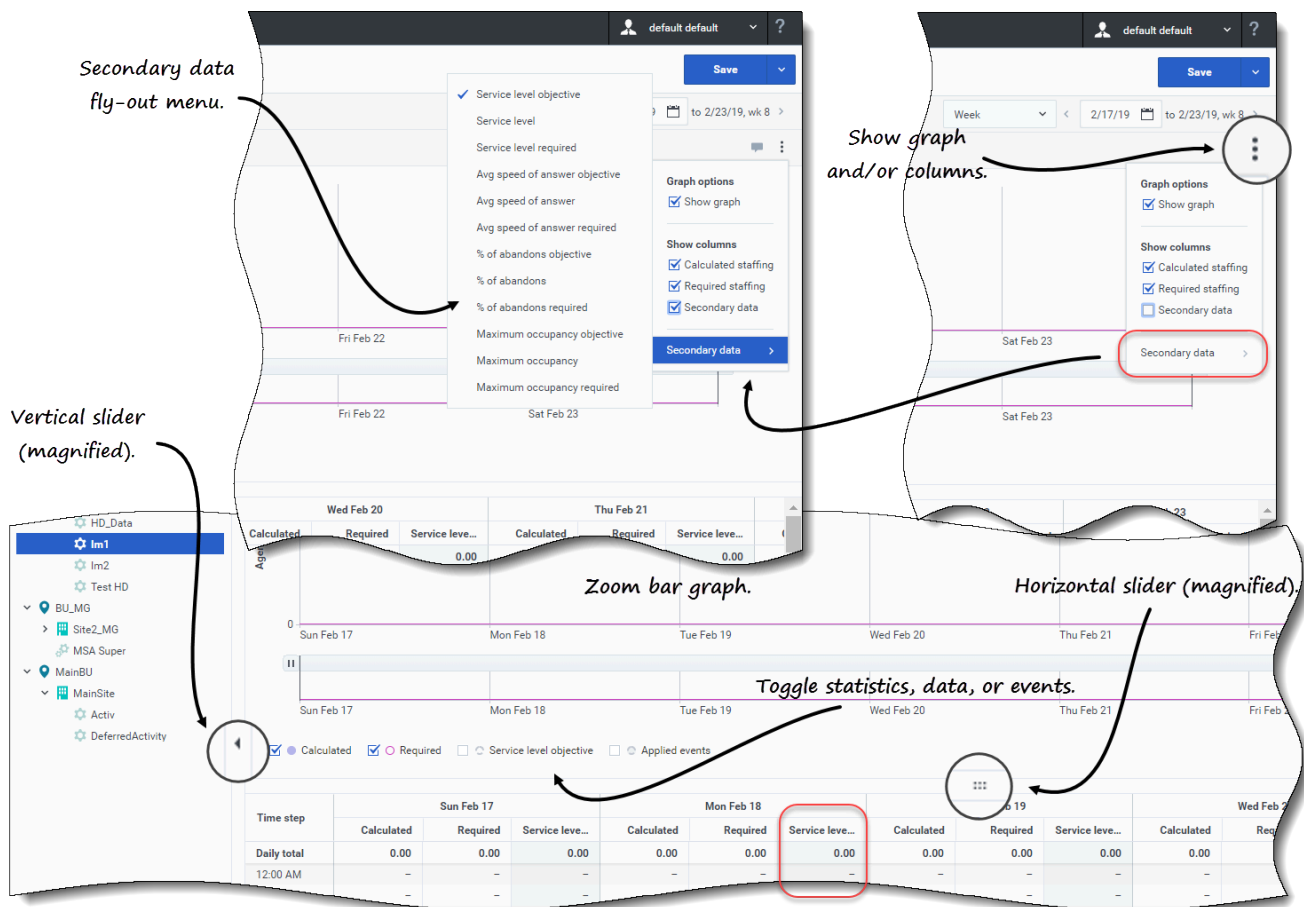 default default
?
Save
Secondary data
fly-out menu.
Service level objective
Service level
Service level required
Avg speed of answer objective
Avg speed of answer
Avg speed of answer required
% of abandons objective
% of abandons
% of abandons required
Maximum occupancy objective
Maximum occupancy
Maximum occupancy required
9 to 2/23/19, wk 8
Graph options
Show graph
Show columns
Calculated staffing
Required staffing
Secondary data
Secondary data
Fri Feb 22
Fri Feb 22 Sat Feb 23
Wed Feb 20 Thu Feb 21
Calculated Required Service leve... Calculated Required Service leve...
0.00 0.00
default default
?
Save
Week 2/17/19 to 2/23/19, wk 8
Show graph
and/or columns.
Graph options
Show graph
Show columns
Calculated staffing
Required staffing
Secondary data
Secondary data
Sat Feb 23
Sat Feb 23
23
Vertical slider
(magnified).
HD_Data
Im1
Im2
Test HD
BU_MG
Site2_MG
MSA Super
MainBU
MainSite
Activ
DeferredActivity
Zoom bar graph.
Horizontal slider (magnified).
0
Sun Feb 17 Mon Feb 18 Tue Feb 19 Wed Feb 20 Thu Feb 21 Fri Feb
Sun Feb 17 Mon Feb 18 Tue Feb 19 Wed Feb 20 Thu Feb 21 Fri Feb 2
Toggle statistics, data, or events.
Calculated Required Service level objective Applied events
Time step Sun Feb 17 Mon Feb 18 19 Wed Feb 2
Calculated Required Service leve... Calculated Required Service leve... Calculated Required Service leve... Calculated Req
Daily total 0.00 0.00 0.00 0.00 0.00 0.00 0.00 0.00 0.00 0.00
12:00 AM – – – – – – – – – –